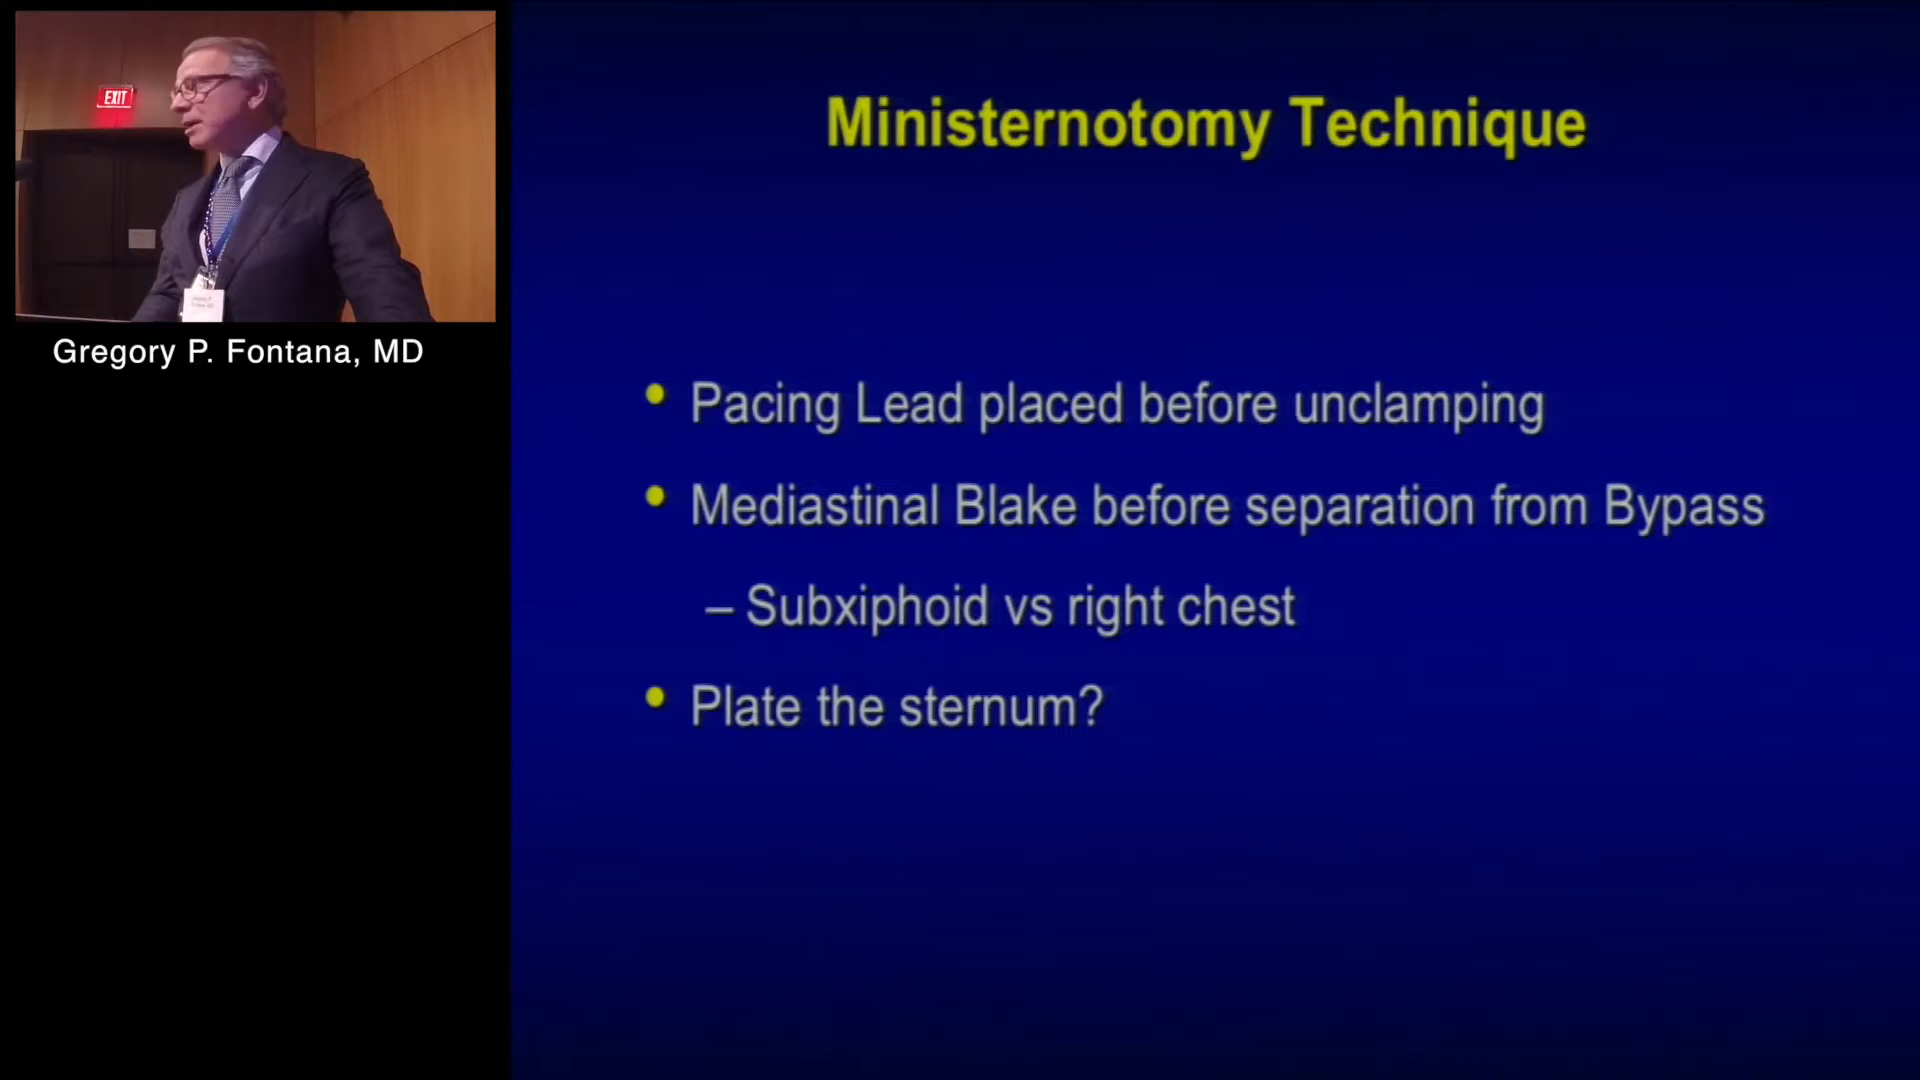 EXIT
Gregory P. Fontana, MD
Ministernotomy Technique
• Pacing Lead placed before unclamping
• Mediastinal Blake before separation from Bypass
– Subxiphoid vs right chest
• Plate the sternum?